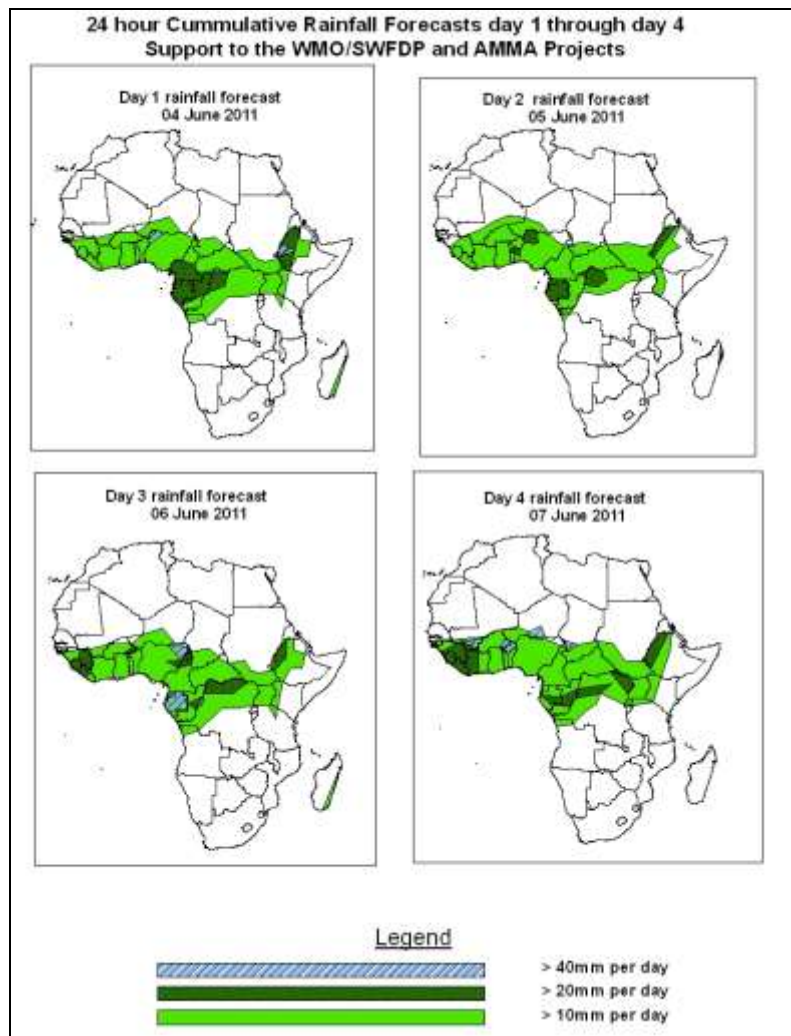 24 hour Cummulative Rainfall Forecasts day 1 through day 4
Support to the WMO/SWFDP and AMMA Projects
Day 1 rainfall forecast
04 June 2011
Day 2 rainfall forecast
05 June 2011
Day 3 rainfall forecast
06 June 2011
Day 4 rainfall forecast
07 June 2011
Legend
> 40mm per day
> 20mm per day
> 10mm per day